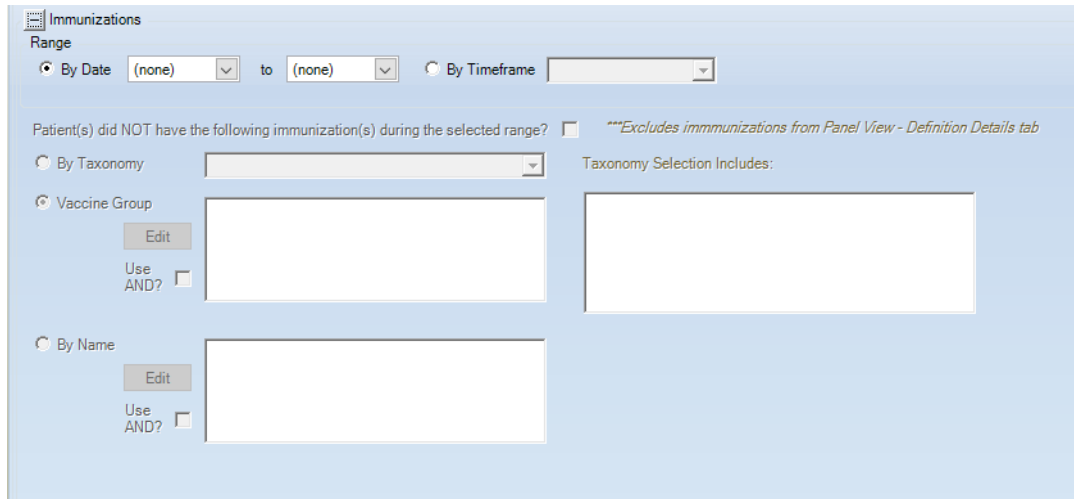 Immunizations
Range
By Date (none) to (none) By Timeframe
Patient(s) did NOT have the following immunization(s) during the selected range? ***Excludes immmunizations from Panel View - Definition Details tab
By Taxonomy Taxonomy Selection Includes:
Vaccine Group
Edit
Use
AND?
By Name
Edit
Use
AND?